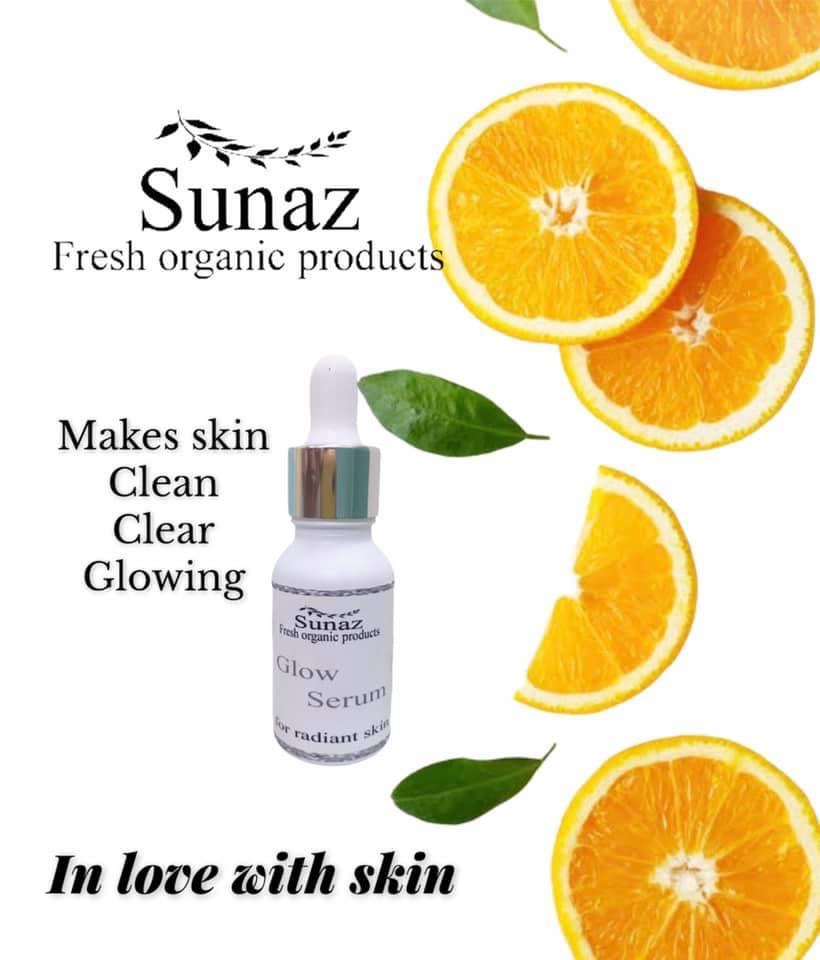 Sunaz
Fresh organic products
Makes skin
Clean
Clear
Glowing
Sunaz
Fresh organic products
Glow
Serum
for radiant skin
In love with skin